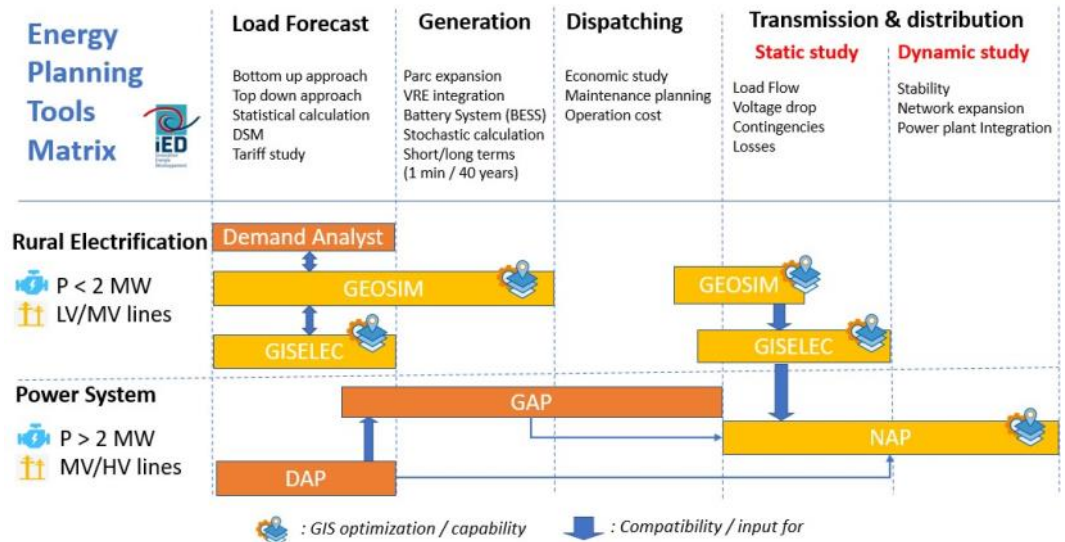 Energy
Planning
Tools
Matrix
iED
Innovation
Energie
Développement
Load Forecast
Bottom up approach
Top down approach
Statistical calculation
DSM
Tariff study
Generation
Parc expansion
VRE integration
Battery System (BESS)
Stochastic calculation
Short/long terms
(1 min / 40 years)
Dispatching
Economic study
Maintenance planning
Operation cost
Transmission & distribution
Static study
Load Flow
Voltage drop
Contingencies
Losses
Dynamic study
Stability
Network expansion
Power plant Integration
Rural Electrification
P < 2 MW
LV/MV lines
Demand Analyst
GEOSIM
GISELEC
GEOSIM
GISELEC
Power System
P > 2 MW
MV/HV lines
GAP
NAP
DAP
: GIS optimization / capability
: Compatibility / input for